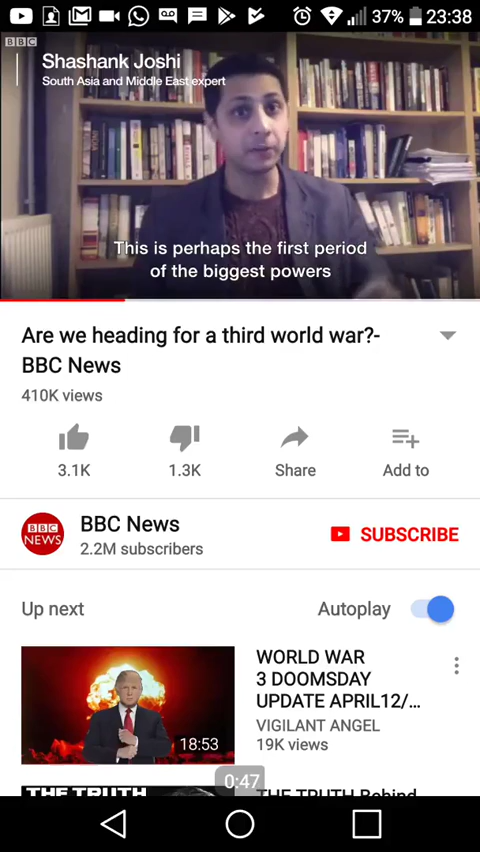 37% 23:38
BBC
Shashank Joshi
South Asia and Middle East expert
This is perhaps the first period
of the biggest powers
Are we heading for a third world war?-
BBC News
410K views
3.1K 1.3K Share Add to
BBC NEWS
BBC News
2.2M subscribers
SUBSCRIBE
Up next Autoplay
WORLD WAR
3 DOOMSDAY
UPDATE APRIL12/...
VIGILANT ANGEL
19K views
18:53
0:47
THE TRUTH
THE TRUTH Behind